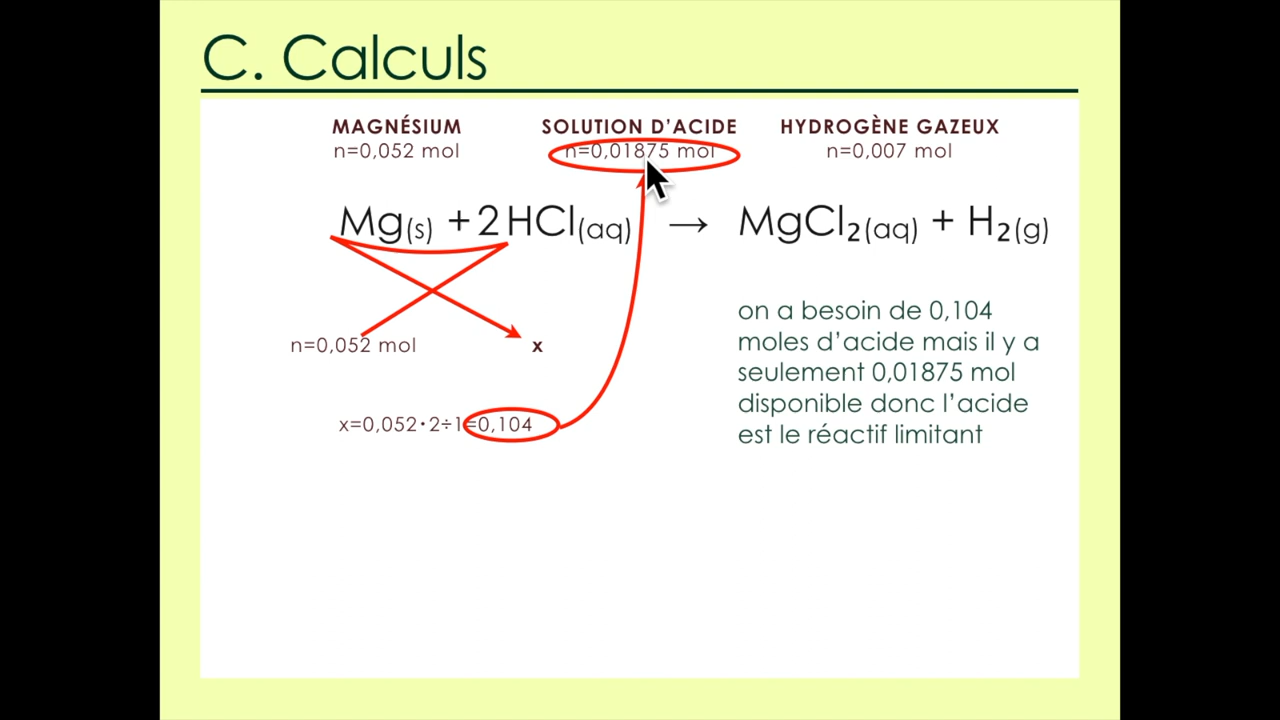 C. Calculs
MAGNÉSIUM
n=0,052 mol
SOLUTION D'ACIDE
n=0,01875 mol
HYDROGÈNE GAZEUX
n=0,007 mol
Mg(s) + 2 HCl(aq) → MgCl₂(aq) + H₂(g)
n=0,052 mol
x
x=0,052·2÷1=0,104
on a besoin de 0,104
moles d'acide mais il y a
seulement 0,01875 mol
disponible donc l'acide
est le réactif limitant